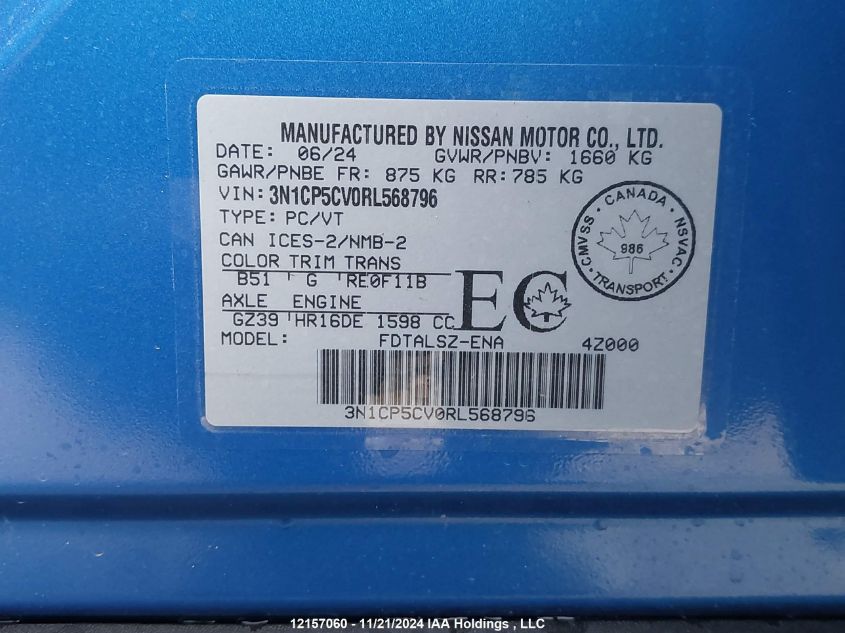 MANUFACTURED BY NISSAN MOTOR CO., LTD.
DATE: 06/24 GVWR/PNBV: 1660 KG
GAWR/PNBE FR: 875 KG RR:785 KG
VIN: 3N1CP5CV0RL568796
TYPE: PC/VT
CAN ICES-2/NMB-2
COLOR TRIM TRANS
B51 G RE0F11B
AXLE ENGINE
GZ39 HR16DE 1598 CC
EC
MODEL: FDTALSZ-ENA 4Z000
3N1CP5CV0RL568796
CMVSS · CANADA · NSVAC · TRANSPORT ·
986
12157060 - 11/21/2024 IAA Holdings , LLC